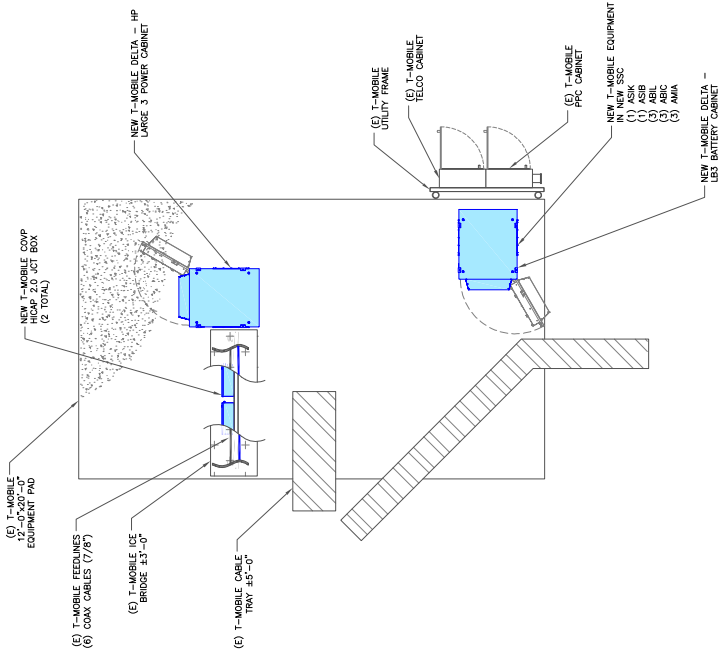 (E) T-MOBILE
12'-0"x20'-0"
EQUIPMENT PAD
NEW T-MOBILE COVP
HICAP 2.0 JCT BOX
(2 TOTAL)
NEW T-MOBILE DELTA - HP
LARGE 3 POWER CABINET
(E) T-MOBILE
UTILITY FRAME
(E) T-MOBILE
TELCO CABINET
(E) T-MOBILE
PPC CABINET
NEW T-MOBILE EQUIPMENT
IN NEW SSC
(1) ASIK
(1) ASIB
(3) ABIL
(3) ABIC
(3) AMIA
NEW T-MOBILE DELTA -
LB3 BATTERY CABINET
(E) T-MOBILE FEEDLINES
(6) COAX CABLES (7/8")
(E) T-MOBILE ICE
BRIDGE ±3'-0"
(E) T-MOBILE CABLE
TRAY ±5'-0"